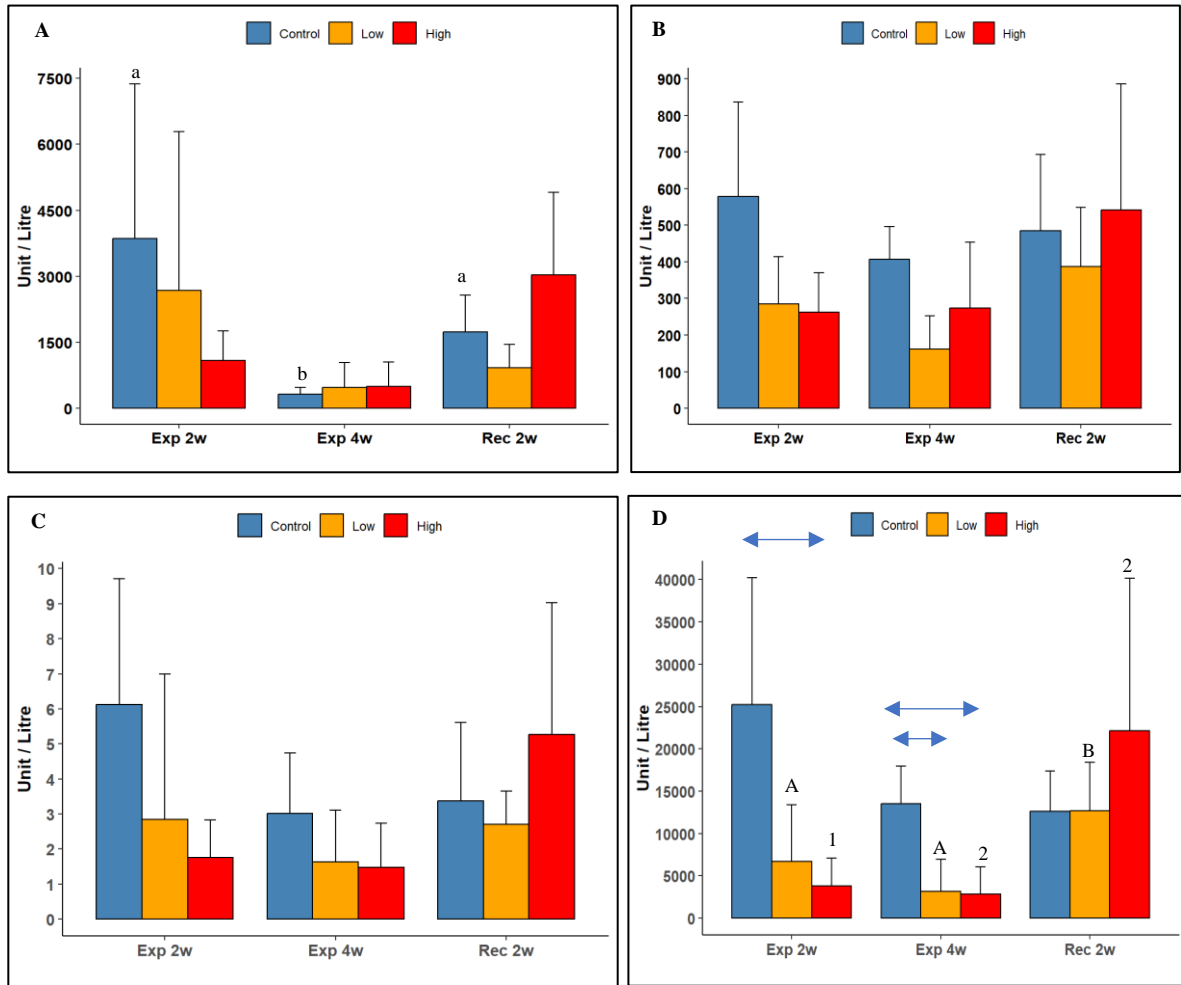 A
Control Low High
7500
6000
4500
3000
1500
0
Unit / Litre
a
b
a
Exp 2w Exp 4w Rec 2w
B
Control Low High
900
800
700
600
500
400
300
200
100
0
Unit / Litre
Exp 2w Exp 4w Rec 2w
C
Control Low High
10
9
8
7
6
5
4
3
2
1
0
Unit / Litre
Exp 2w Exp 4w Rec 2w
D
Control Low High
40000
35000
30000
25000
20000
15000
10000
5000
0
Unit / Litre
A
1
A
2
B
2
Exp 2w Exp 4w Rec 2w